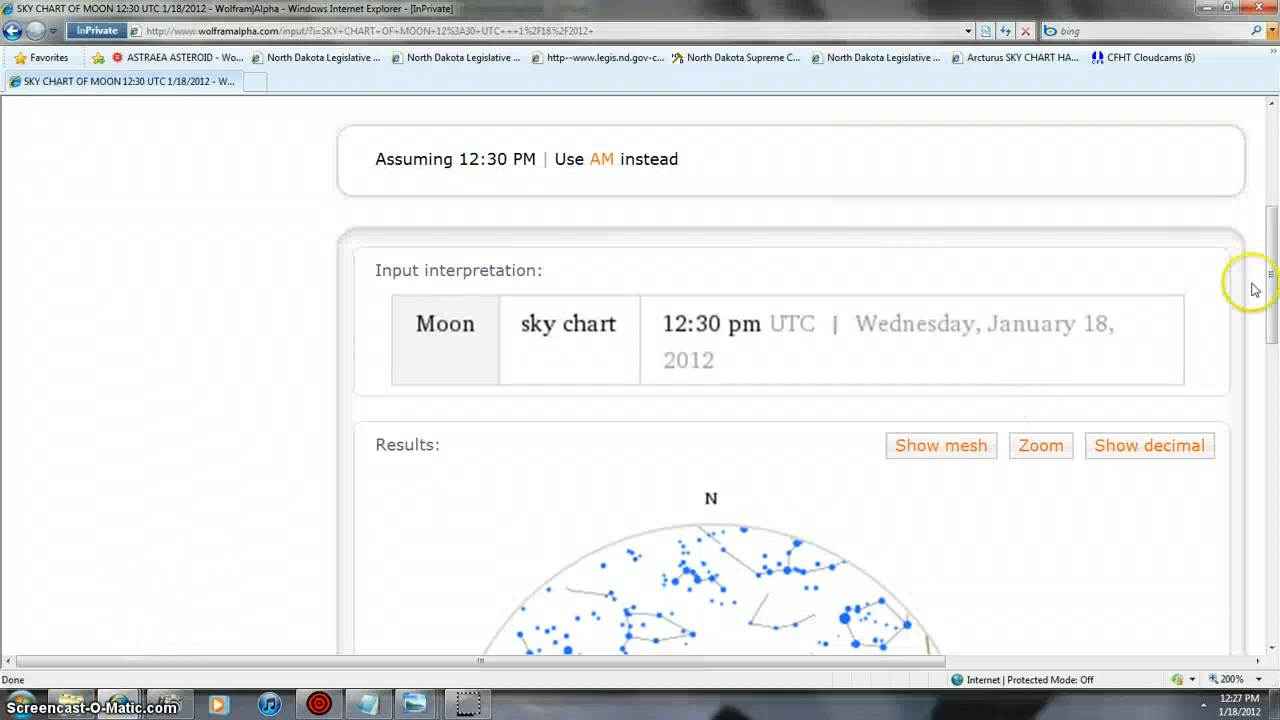 SKY CHART OF MOON 12:30 UTC 1/18/2012 - Wolfram|Alpha - Windows Internet Explorer - [InPrivate]
InPrivate http://www.wolframalpha.com/input/?i=SKY+CHART+OF+MOON+12%3A30+UTC+++1%2F18%2F2012+ bing
Favorites ASTRAEA ASTEROID - Wo... North Dakota Legislative ... North Dakota Legislative ... http--www.legis.nd.gov-c... North Dakota Supreme C... North Dakota Legislative ... Arcturus SKY CHART HA... CFHT Cloudcams (6)
SKY CHART OF MOON 12:30 UTC 1/18/2012 - W...
Assuming 12:30 PM | Use AM instead
Input interpretation:
Moon sky chart 12:30 pm UTC | Wednesday, January 18,
2012
Results: Show mesh Zoom Show decimal
N
Done Internet | Protected Mode: Off 200%
12:27 PM
Screencast-O-Matic.com 1/18/2012